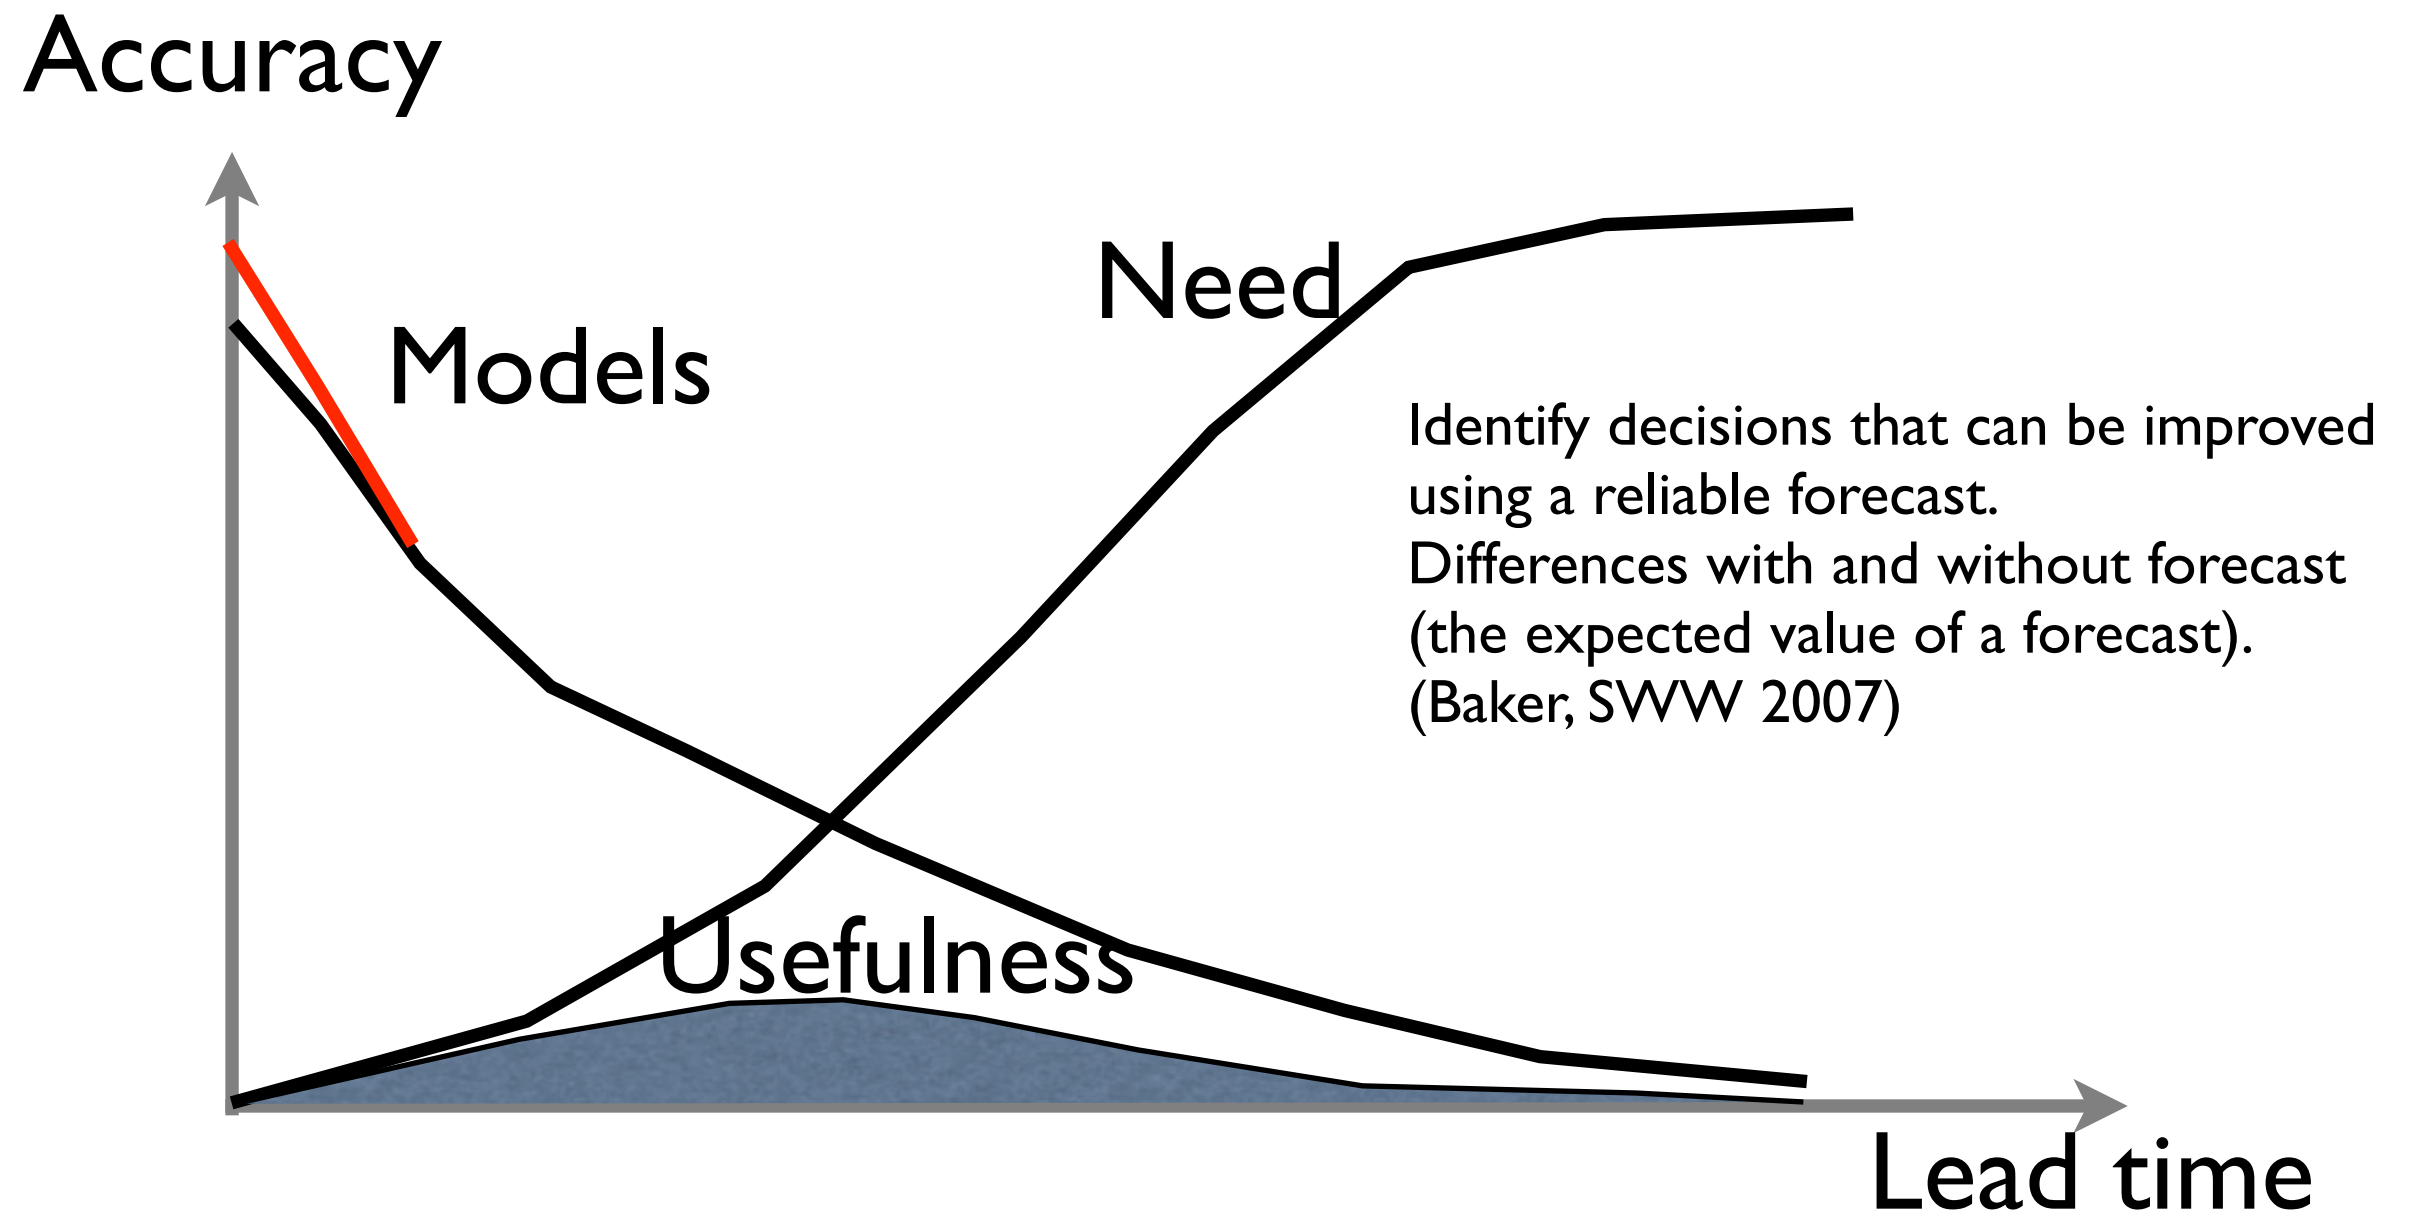 Accuracy
Need
Models
Identify decisions that can be improved
using a reliable forecast.
Differences with and without forecast
(the expected value of a forecast).
(Baker, SWW 2007)
Usefulness
Lead time